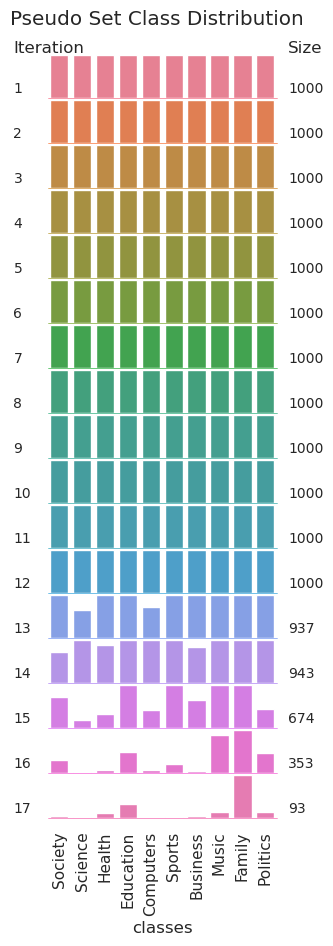 Pseudo Set Class Distribution
Iteration Size
1 1000
2 1000
3 1000
4 1000
5 1000
6 1000
7 1000
8 1000
9 1000
10 1000
11 1000
12 1000
13 937
14 943
15 674
16 353
17 93
Society
Science
Health
Education
Computers
Sports
Business
Music
Family
Politics
classes